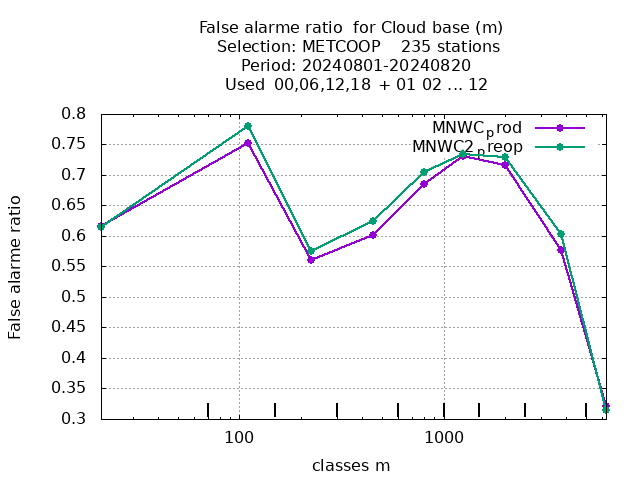 False alarme ratio  for Cloud base (m)
Selection: METCOOP    235 stations
Period: 20240801-20240820
Used  00,06,12,18  + 01 02 ... 12
MNWCprod
MNWC2preop
0.8
0.75
0.7
0.65
0.6
0.55
0.5
0.45
0.4
0.35
0.3
False alarme ratio
100
1000
classes m